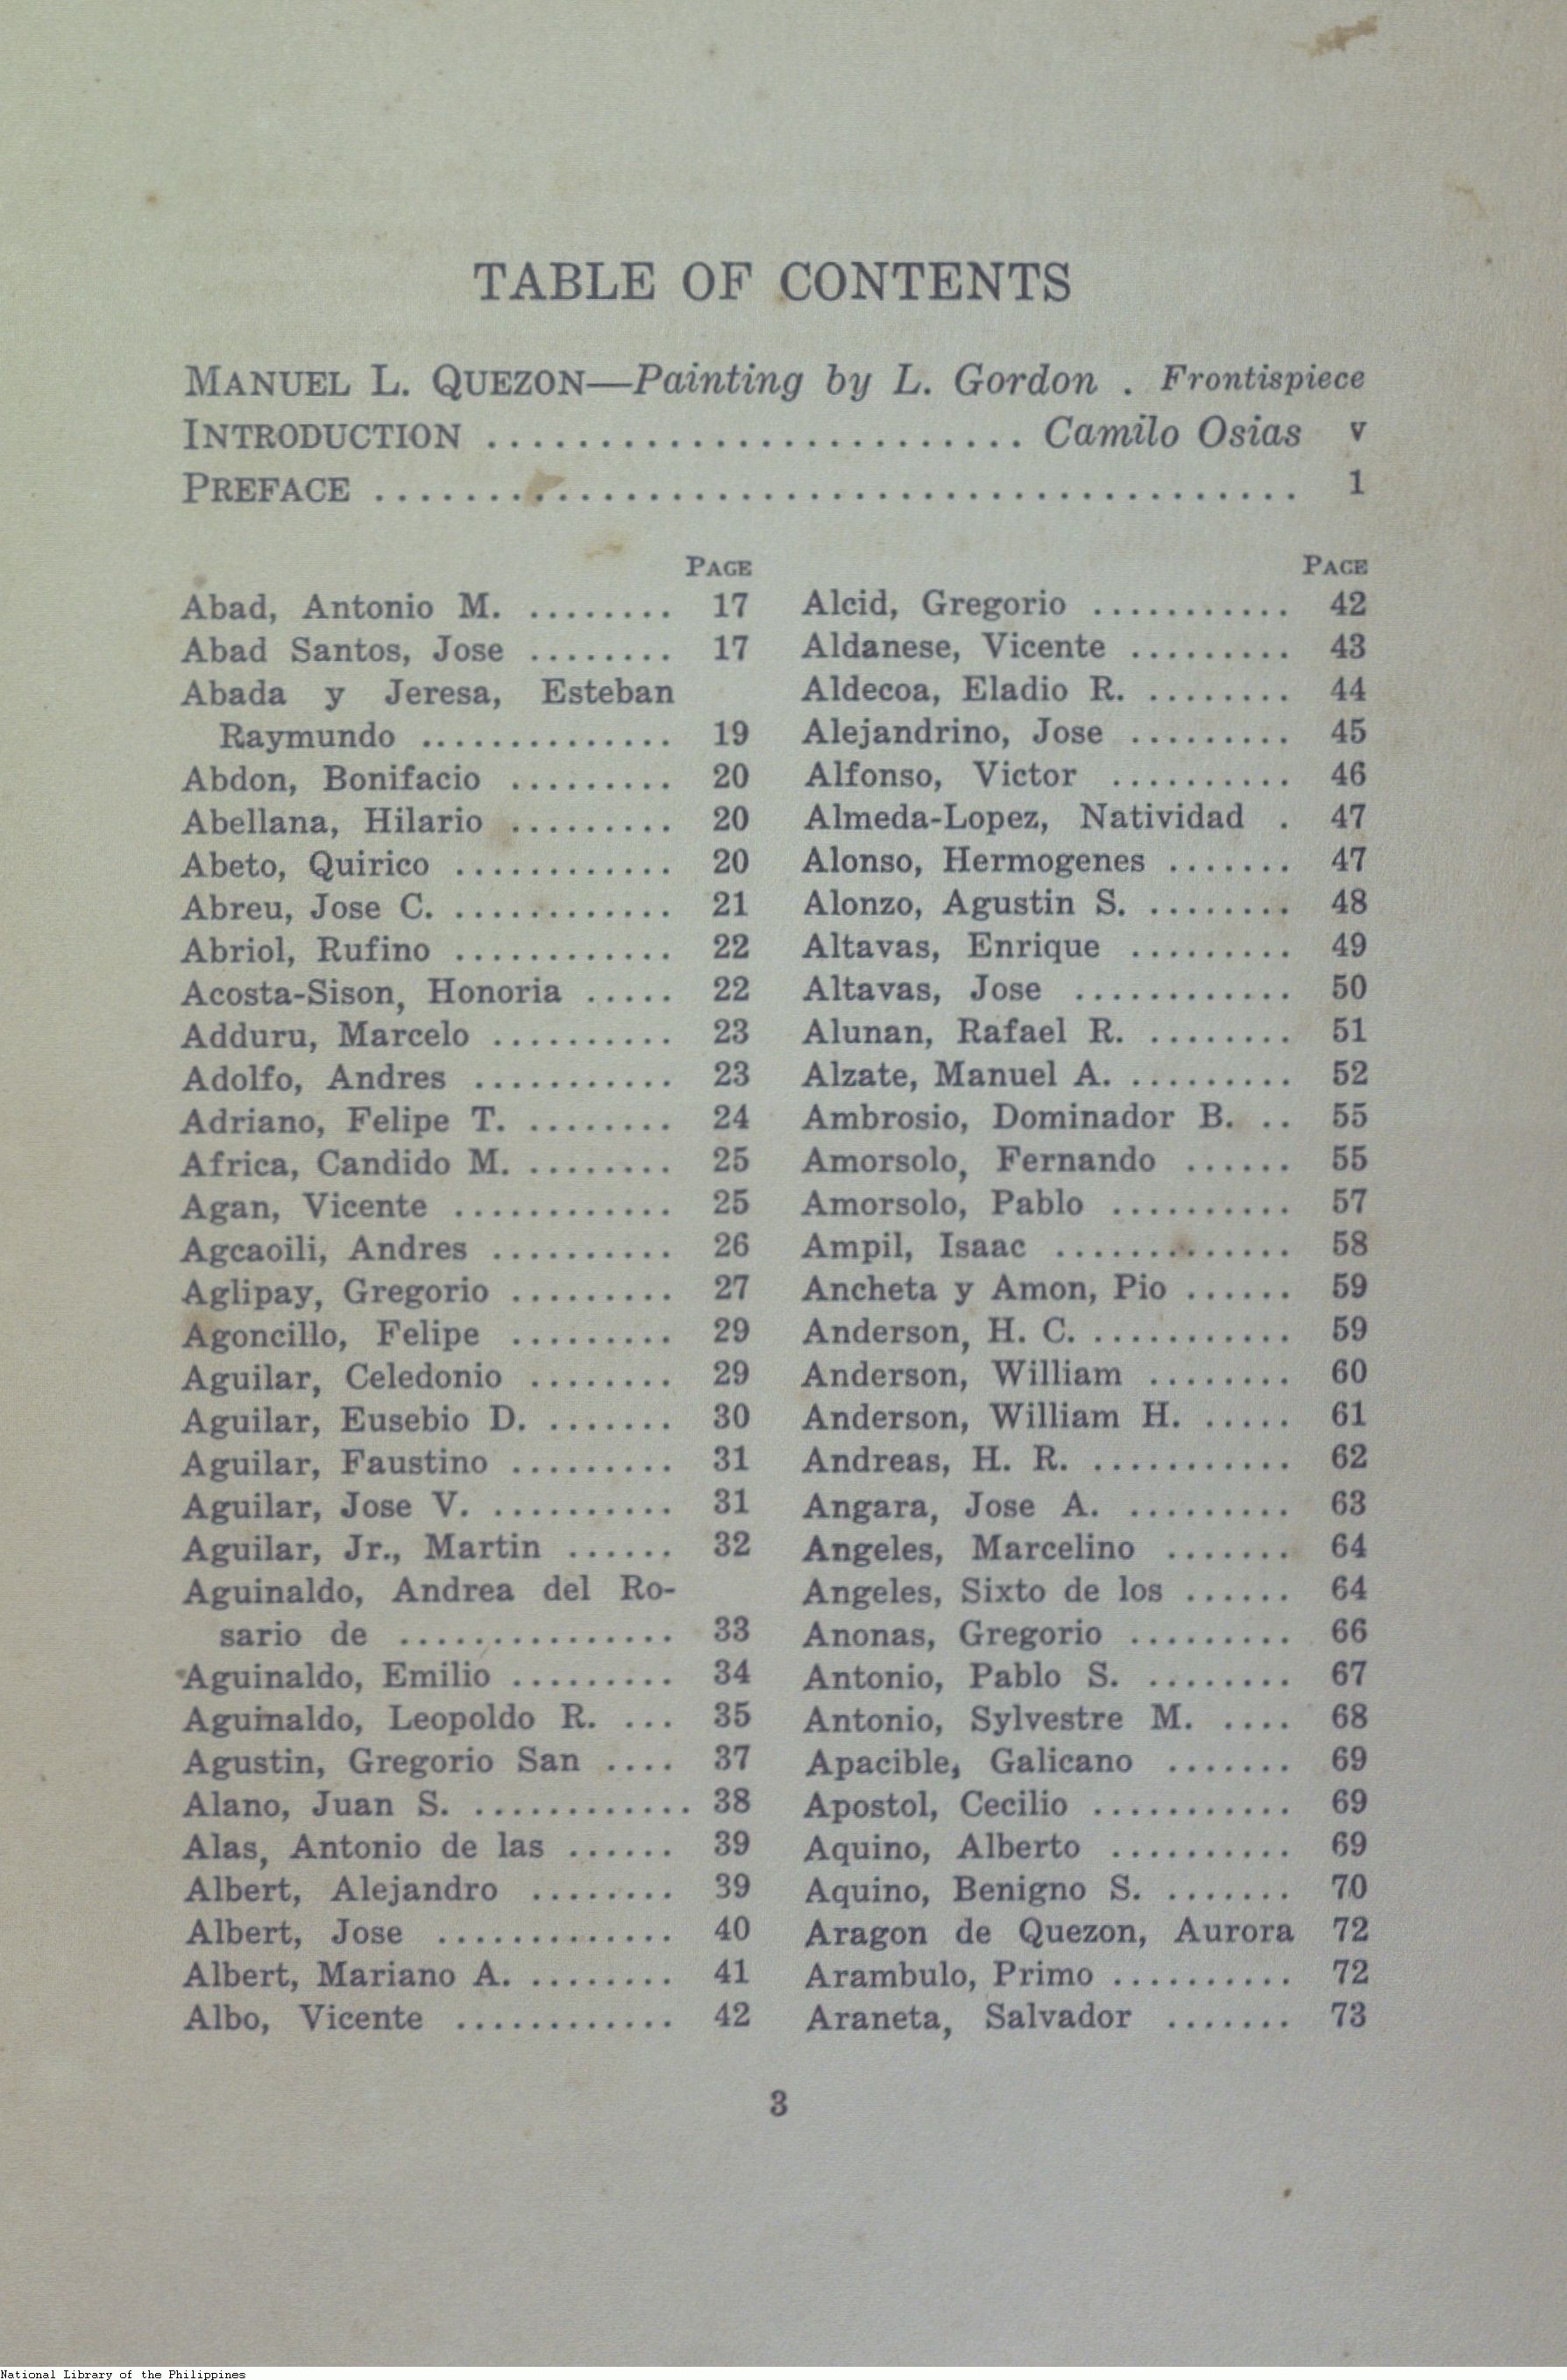 TABLE OF CONTENTS
MANUEL L. QUEZON—Painting by L. Gordon . Frontispiece
INTRODUCTION ........................ Camilo Osias v
PREFACE ......................................... 1
PAGE
Abad, Antonio M. ........ 17
Abad Santos, Jose ........ 17
Abada y Jeresa, Esteban
Raymundo .............. 19
Abdon, Bonifacio ......... 20
Abellana, Hilario ......... 20
Abeto, Quirico ............ 20
Abreu, Jose C. ............ 21
Abriol, Rufino ............ 22
Acosta-Sison, Honoria ..... 22
Adduru, Marcelo .......... 23
Adolfo, Andres ........... 23
Adriano, Felipe T. ........ 24
Africa, Candido M. ........ 25
Agan, Vicente ............ 25
Agcaoili, Andres .......... 26
Aglipay, Gregorio ......... 27
Agoncillo, Felipe ......... 29
Aguilar, Celedonio ........ 29
Aguilar, Eusebio D. ....... 30
Aguilar, Faustino ......... 31
Aguilar, Jose V. .......... 31
Aguilar, Jr., Martin ...... 32
Aguinaldo, Andrea del Ro-
sario de ............... 33
Aguinaldo, Emilio ......... 34
Aguinaldo, Leopoldo R. ... 35
Agustin, Gregorio San .... 37
Alano, Juan S. ............ 38
Alas, Antonio de las ...... 39
Albert, Alejandro ........ 39
Albert, Jose ............. 40
Albert, Mariano A. ........ 41
Albo, Vicente ............ 42
PAGE
Alcid, Gregorio ........... 42
Aldanese, Vicente ......... 43
Aldecoa, Eladio R. ........ 44
Alejandrino, Jose ......... 45
Alfonso, Victor .......... 46
Almeda-Lopez, Natividad . 47
Alonso, Hermogenes ....... 47
Alonzo, Agustin S. ........ 48
Altavas, Enrique ......... 49
Altavas, Jose ............ 50
Alunan, Rafael R. ........ 51
Alzate, Manuel A. ......... 52
Ambrosio, Dominador B. .. 55
Amorsolo, Fernando ...... 55
Amorsolo, Pablo .......... 57
Ampil, Isaac ............. 58
Ancheta y Amon, Pio ...... 59
Anderson, H. C. ........... 59
Anderson, William ........ 60
Anderson, William H. ..... 61
Andreas, H. R. ........... 62
Angara, Jose A. ......... 63
Angeles, Marcelino ....... 64
Angeles, Sixto de los ...... 64
Anonas, Gregorio ......... 66
Antonio, Pablo S. ........ 67
Antonio, Sylvestre M. .... 68
Apacible, Galicano ....... 69
Apostol, Cecilio ........... 69
Aquino, Alberto .......... 69
Aquino, Benigno S. ....... 70
Aragon de Quezon, Aurora 72
Arambulo, Primo .......... 72
Araneta, Salvador ....... 73
3
National Library of the Philippines